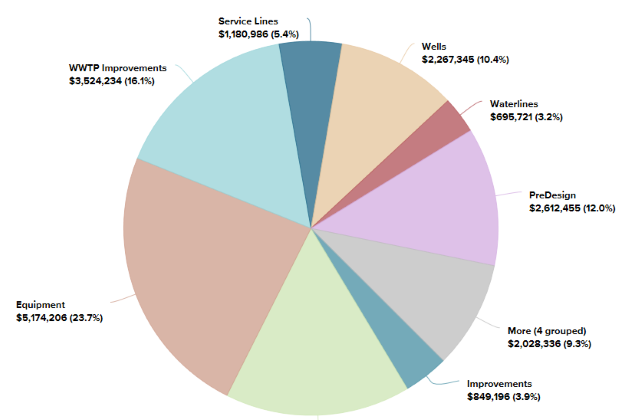 Service Lines
$1,180,986 (5.4%)
Wells
$2,267,345 (10.4%)
WWTP Improvements
$3,524,234 (16.1%)
Waterlines
$695,721 (3.2%)
PreDesign
$2,612,455 (12.0%)
Equipment
$5,174,206 (23.7%)
More (4 grouped)
$2,028,336 (9.3%)
Improvements
$849,196 (3.9%)